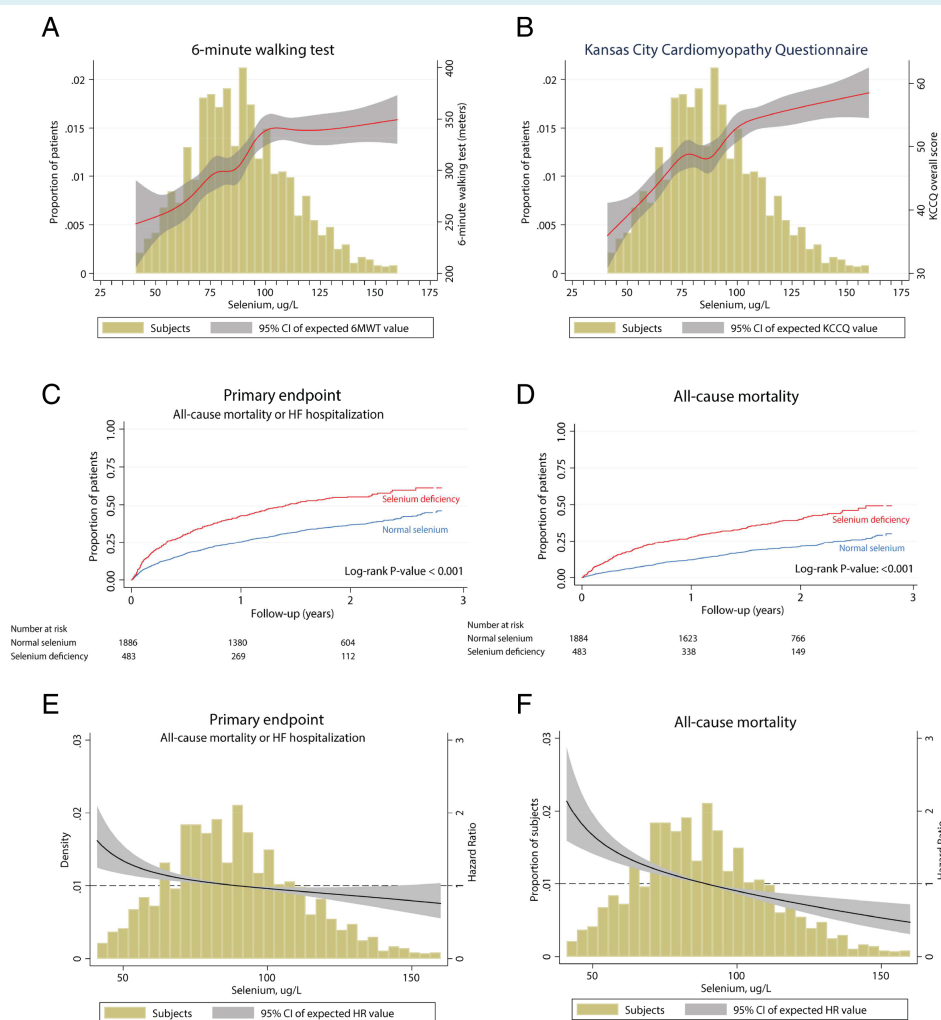 A
6-minute walking test
Proportion of patients
.02
.015
.01
.005
0
400
350
300
250
200
6-minute walking test (meters)
25 50 75 100 125 150 175
Selenium, ug/L
Subjects 95% CI of expected 6MWT value
B
Kansas City Cardiomyopathy Questionnaire
Proportion of patients
.02
.015
.01
.005
0
60
50
40
30
KCCQ overall score
25 50 75 100 125 150 175
Selenium, ug/L
Subjects 95% CI of expected KCCQ value
C
Primary endpoint
All-cause mortality or HF hospitalization
Proportion of patients
1.00
0.75
0.50
0.25
0.00
Selenium deficiency
Normal selenium
Log-rank P-value < 0.001
0 1 2 3
Follow-up (years)
Number at risk
Normal selenium 1886 1380 604
Selenium deficiency 483 269 112
D
All-cause mortality
Proportion of patients
1.00
0.75
0.50
0.25
0.00
Selenium deficiency
Normal selenium
Log-rank P-value: <0.001
0 1 2 3
Follow-up (years)
Number at risk
Normal selenium 1884 1623 766
Selenium deficiency 483 338 149
E
Primary endpoint
All-cause mortality or HF hospitalization
Density
.03
.02
.01
0
3
2
1
0
Hazard Ratio
50 100 150
Selenium, ug/L
Subjects 95% CI of expected HR value
F
All-cause mortality
Proportion of subjects
.03
.02
.01
0
3
2
1
0
Hazard Ratio
50 100 150
Selenium, ug/L
Subjects 95% CI of expected HR value